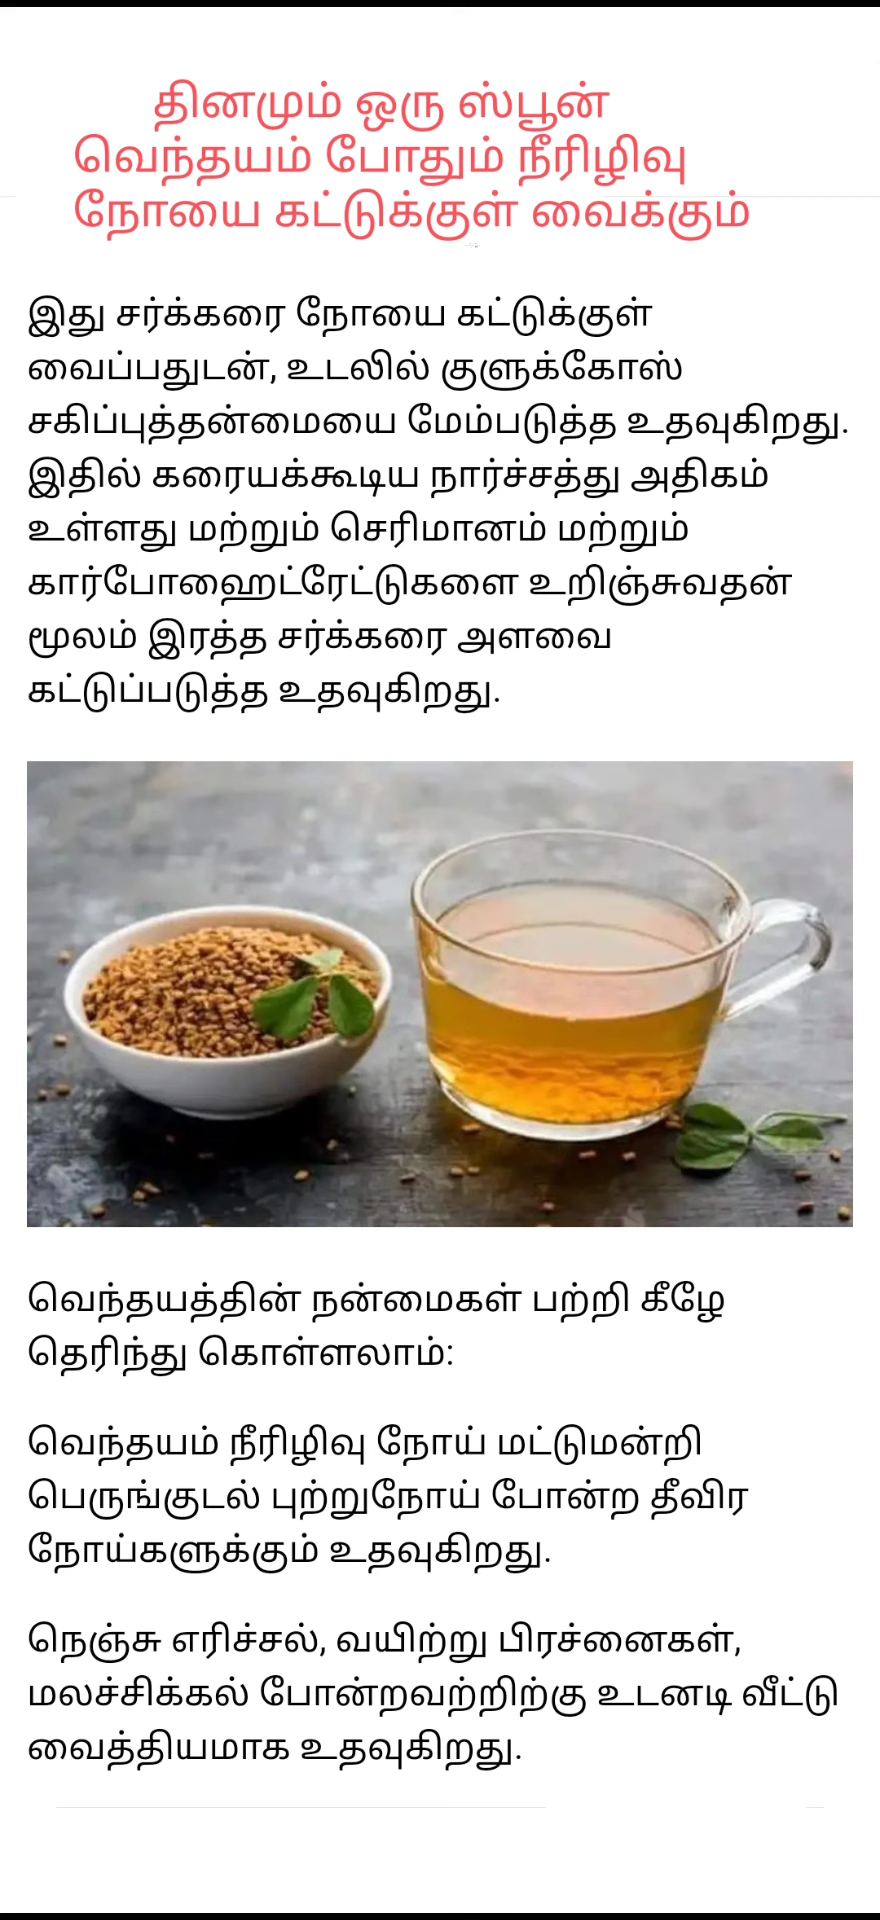 தினமும் ஒரு ஸ்பூன்
வெந்தயம் போதும் நீரிழிவு
நோயை கட்டுக்குள் வைக்கும்
இது சர்க்கரை நோயை கட்டுக்குள்
வைப்பதுடன், உடலில் குளுக்கோஸ்
சகிப்புத்தன்மையை மேம்படுத்த உதவுகிறது.
இதில் கரையக்கூடிய நார்ச்சத்து அதிகம்
உள்ளது மற்றும் செரிமானம் மற்றும்
கார்போஹைட்ரேட்டுகளை உறிஞ்சுவதன்
மூலம் இரத்த சர்க்கரை அளவை
கட்டுப்படுத்த உதவுகிறது.
வெந்தயத்தின் நன்மைகள் பற்றி கீழே
தெரிந்து கொள்ளலாம்:
வெந்தயம் நீரிழிவு நோய் மட்டுமன்றி
பெருங்குடல் புற்றுநோய் போன்ற தீவிர
நோய்களுக்கும் உதவுகிறது.
நெஞ்சு எரிச்சல், வயிற்று பிரச்னைகள்,
மலச்சிக்கல் போன்றவற்றிற்கு உடனடி வீட்டு
வைத்தியமாக உதவுகிறது.